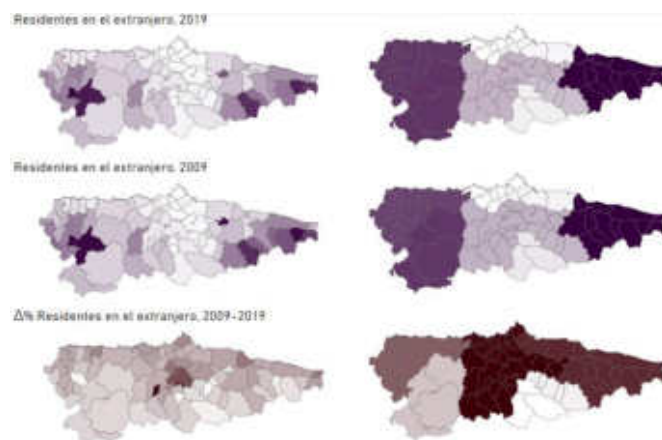 Residentes en el extranjero, 2019
Residentes en el extranjero, 2009
Δ% Residentes en el extranjero, 2009-2019